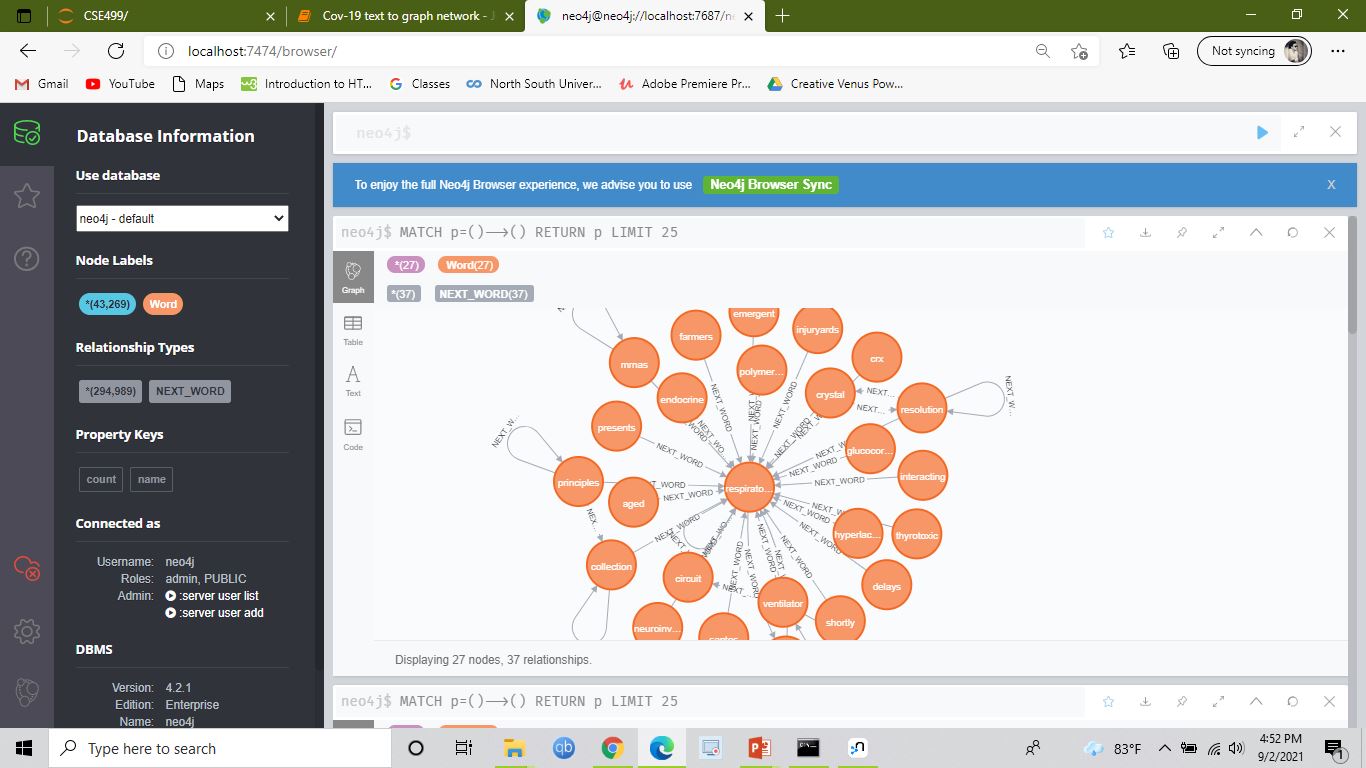 CSE499/
Cov-19 text to graph network - J
neo4j@neo4j://localhost:7687/ne
localhost:7474/browser/
Not syncing
Gmail
YouTube
Maps
Introduction to HT...
Classes
North South Univer...
Adobe Premiere Pr...
Creative Venus Pow...
Database Information
Use database
neo4j - default
Node Labels
*(43,269) Word
Relationship Types
*(294,989) NEXT_WORD
Property Keys
count name
Connected as
Username: neo4j
Roles: admin, PUBLIC
Admin: :server user list
:server user add
DBMS
Version: 4.2.1
Edition: Enterprise
Name: neo4j
neo4j$
To enjoy the full Neo4j Browser experience, we advise you to use Neo4j Browser Sync X
neo4j$ MATCH p=()-->() RETURN p LIMIT 25
Graph
Table
Text
Code
*(27) Word(27)
*(37) NEXT_WORD(37)
emergent
farmers
injuryards
mmas
polymer...
crx
endocrine
crystal
resolution
presents
glucocor...
principles
respirato...
interacting
aged
hyperlac...
thyrotoxic
collection
circuit
delays
ventilator
neuroinv...
shortly
NEXT_WORD
NEXT_WORD
NEXT_WORD
NEXT_WORD
NEXT_WORD
NEXT_WORD
NEXT_W...
NEXT_W...
NEXT...
NEXT...
Displaying 27 nodes, 37 relationships.
neo4j$ MATCH p=()-->() RETURN p LIMIT 25
Type here to search
83°F
4:52 PM
9/2/2021
1